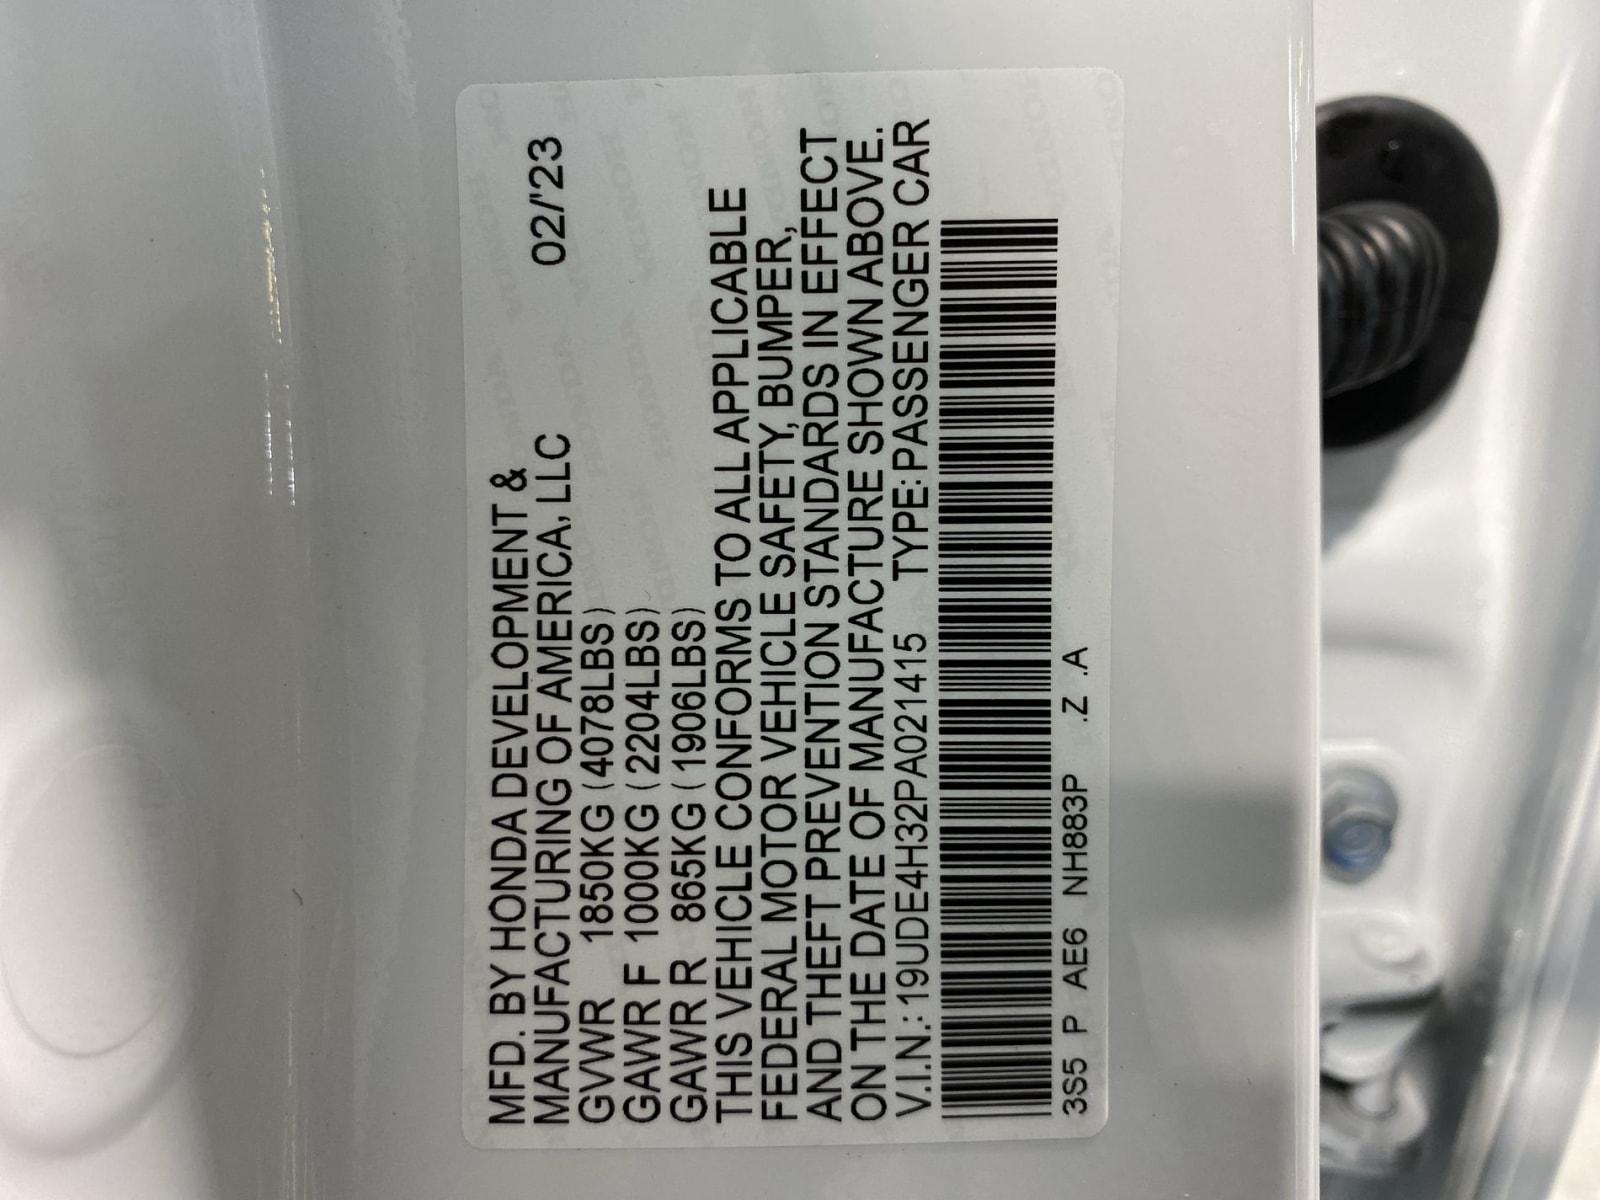 MFD. BY HONDA DEVELOPMENT &
MANUFACTURING OF AMERICA, LLC 02/'23
GVWR 1850KG (4078LBS)
GAWR F 1000KG (2204LBS)
GAWR R 865KG (1906LBS)
THIS VEHICLE CONFORMS TO ALL APPLICABLE
FEDERAL MOTOR VEHICLE SAFETY, BUMPER,
AND THEFT PREVENTION STANDARDS IN EFFECT
ON THE DATE OF MANUFACTURE SHOWN ABOVE.
V.I.N.: 19UDE4H32PA021415 TYPE: PASSENGER CAR
3S5 P AE6 NH883P .Z .A